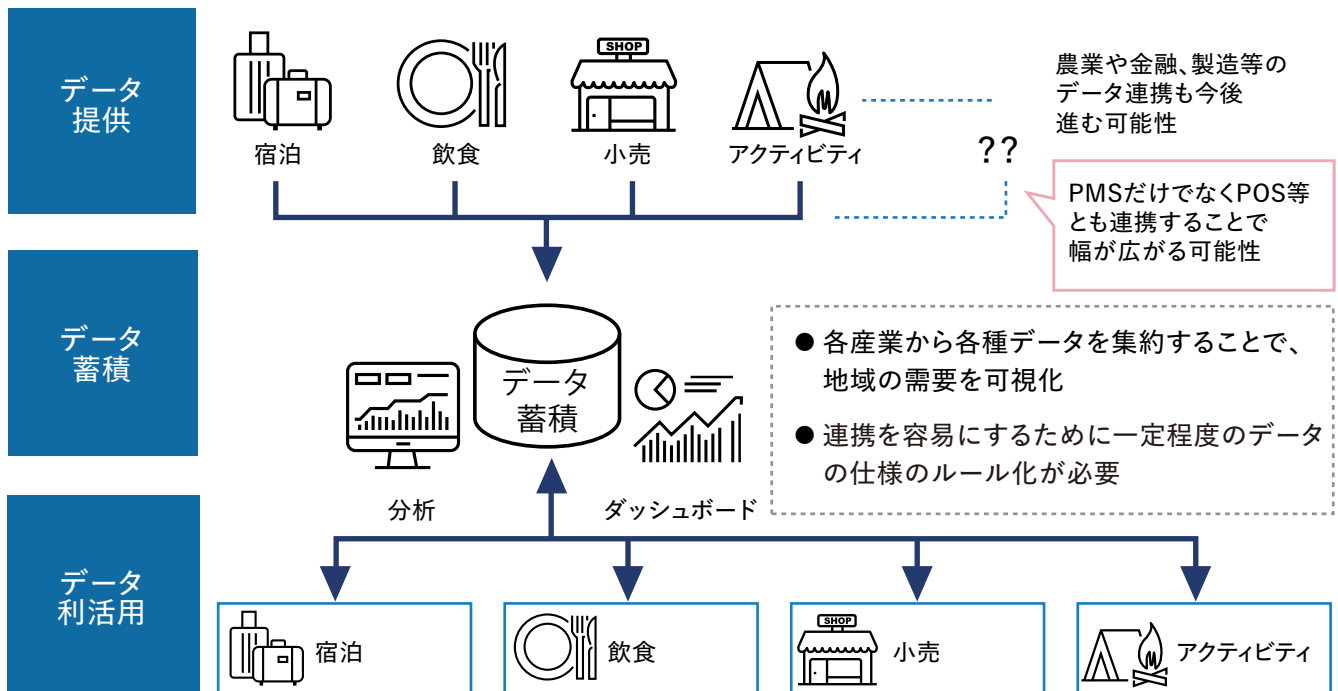 データ
提供
SHOP
宿泊
飲食
小売
アクティビティ
農業や金融、製造等の
データ連携も今後
進む可能性
??
PMSだけでなくPOS等
とも連携することで
幅が広がる可能性
データ
蓄積
データ
蓄積
分析
ダッシュボード
● 各産業から各種データを集約することで、
地域の需要を可視化
● 連携を容易にするために一定程度のデータ
の仕様のルール化が必要
データ
利活用
宿泊
飲食
SHOP
小売
アクティビティ